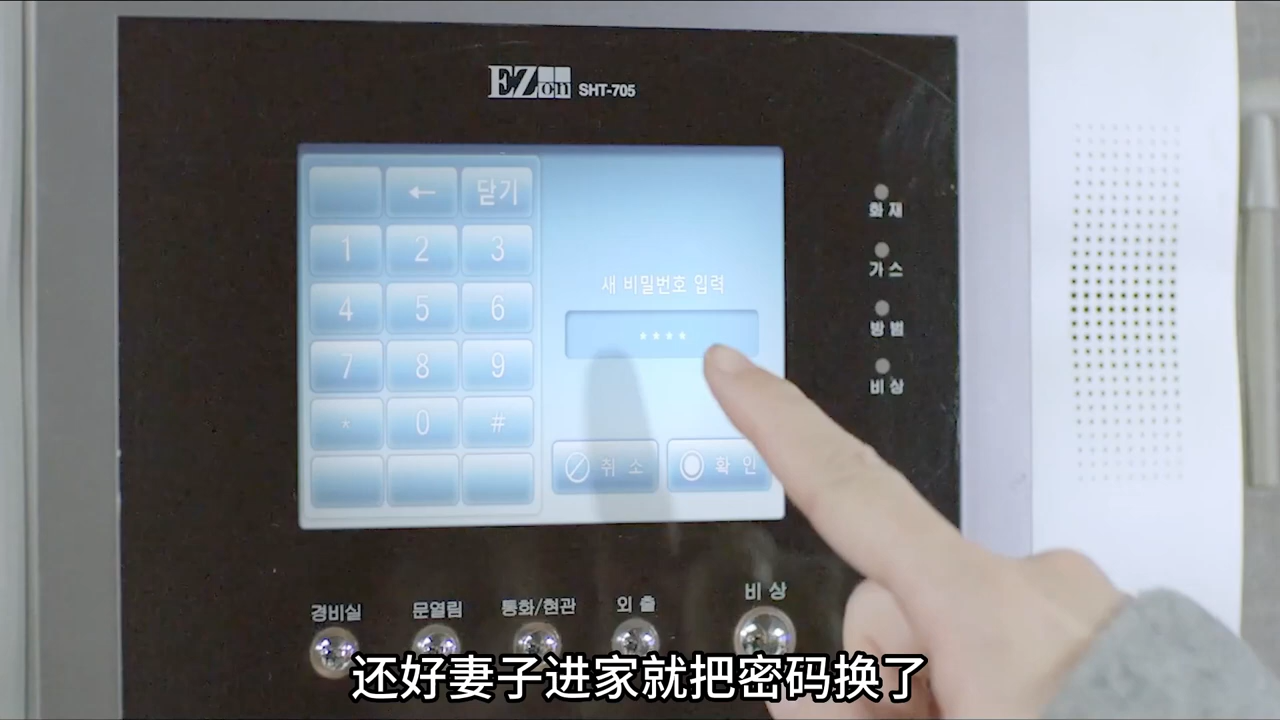 EZon SHT-705
← 닫기
1 2 3
4 5 6
7 8 9
* 0 #
새 비밀번호 입력
****
취소 확인
화재
가스
방범
비상
경비실 문열림 통화/현관 외출 비상
还好妻子进家就把密码换了